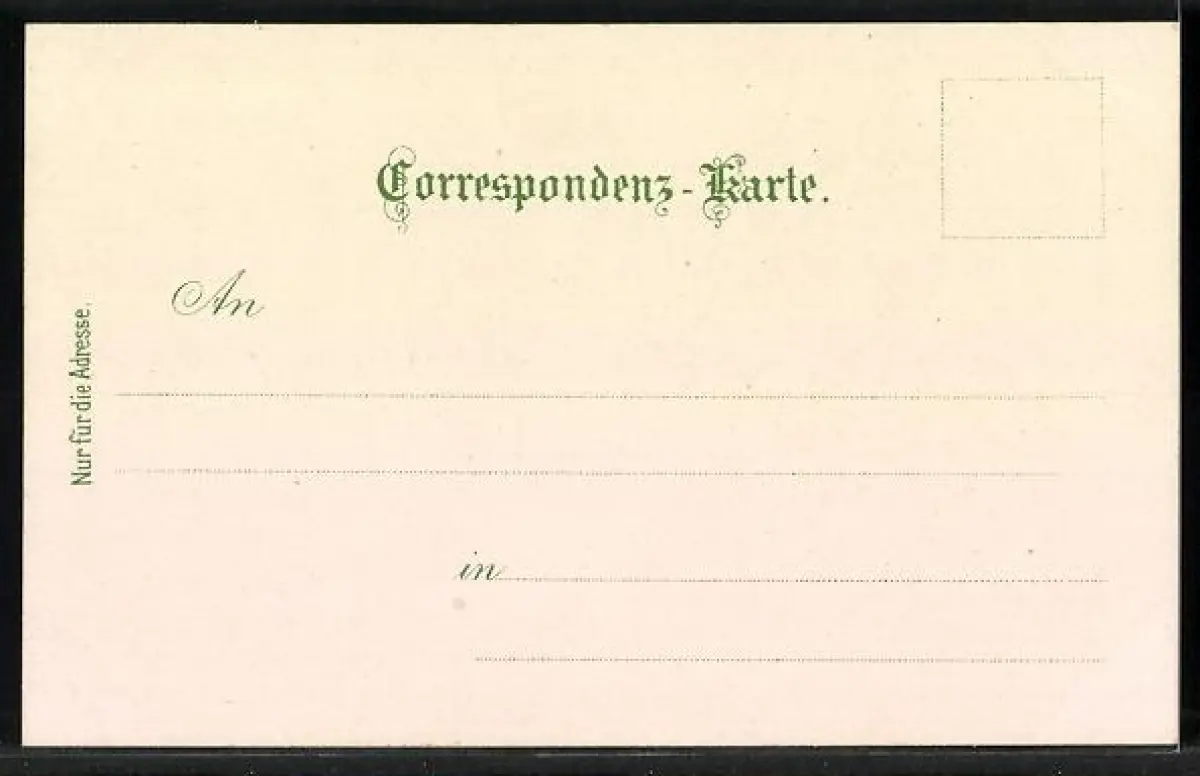 Correspondenz-Karte.
An
Nur für die Adresse.
in